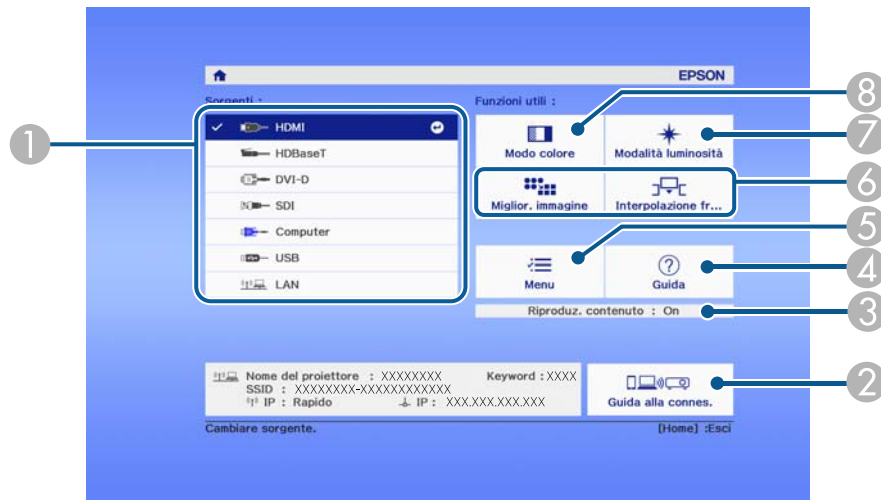 EPSON
Sorgenti :
Funzioni utili :
HDMI
HDBaseT
DVI-D
SDI
Computer
USB
LAN
Modo colore
Modalità luminosità
Miglior. immagine
Interpolazione fr...
Menu
Guida
Riproduz. contenuto : On
Nome del proiettore : XXXXXXXX Keyword : XXXX
SSID : XXXXXXXX-XXXXXXXXXXXX
IP : Rapido IP : XXX.XXX.XXX.XXX
Guida alla connes.
Cambiare sorgente. [Home] :Esci
1
8
7
6
5
4
3
2